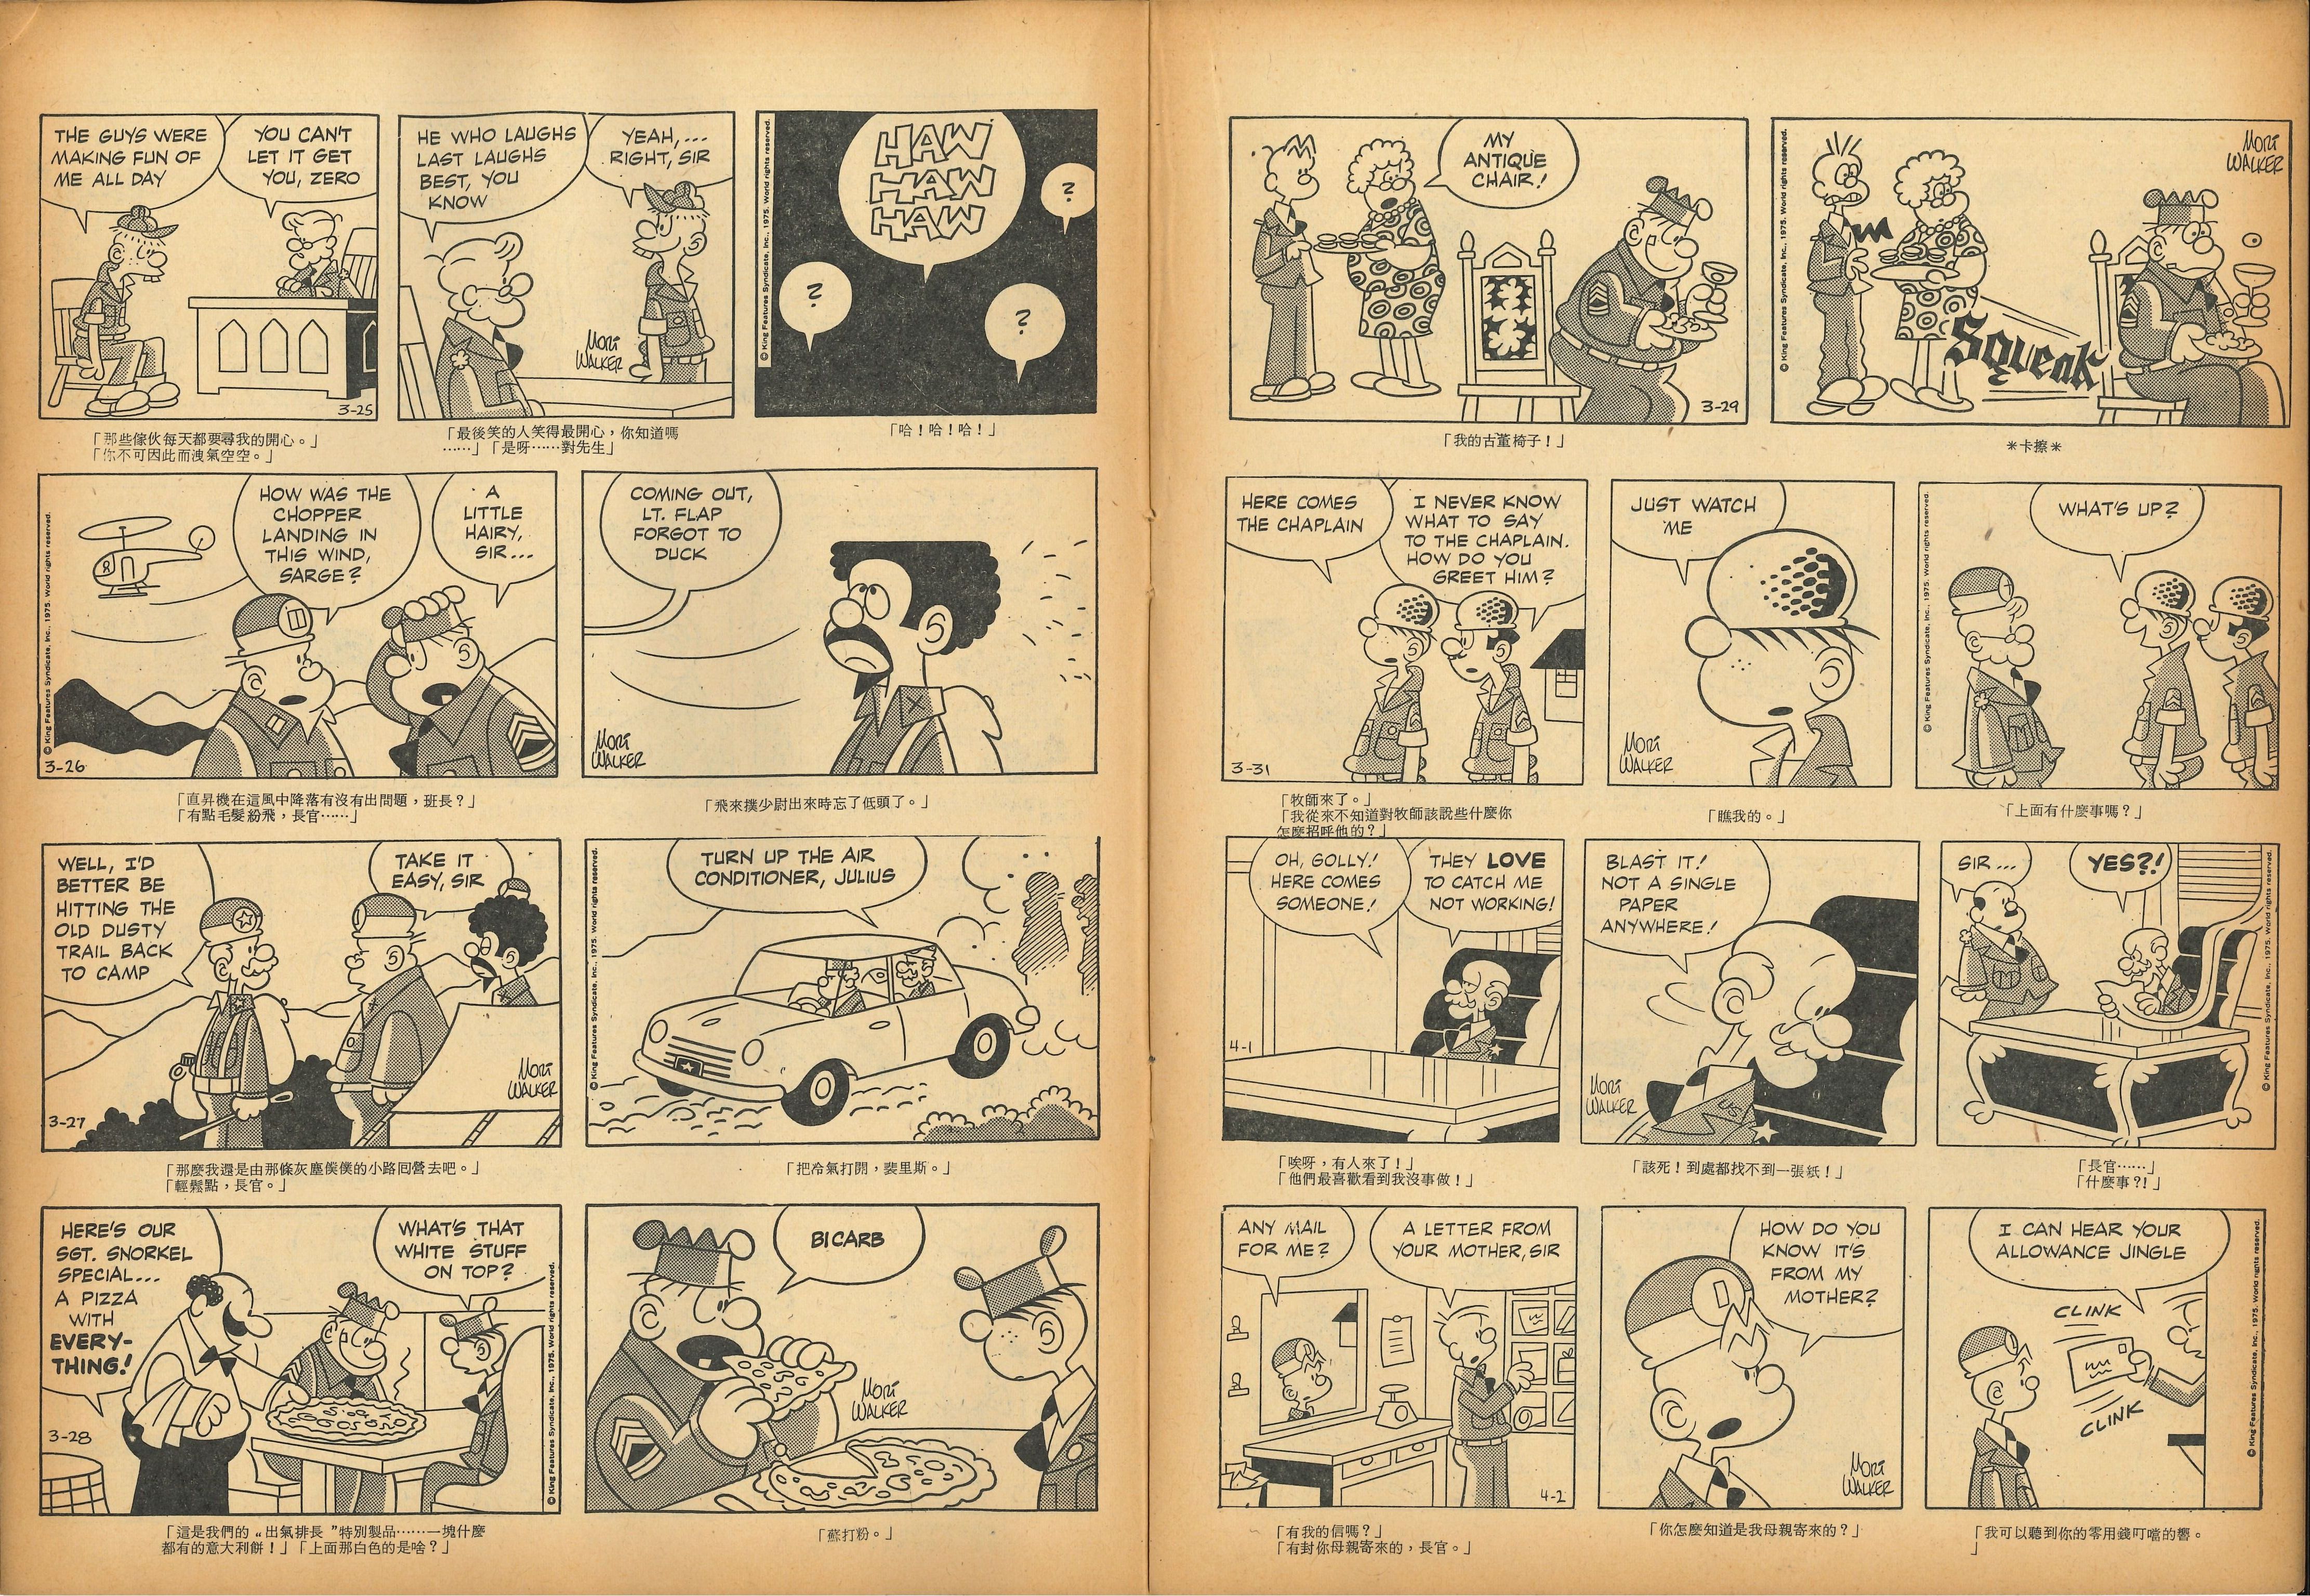 THE GUYS WERE
MAKING FUN OF
ME ALL DAY
YOU CAN'T
LET IT GET
YOU, ZERO
3-25
「那些傢伙每天都要尋我的開心。」
「你不可因此而洩氣空空。」
HE WHO LAUGHS
LAST LAUGHS
BEST, YOU
KNOW
YEAH,...
RIGHT, SIR
MORT
WALKER
「最後笑的人笑得最開心，你知道嗎
……」「是呀……對先生」
© King Features Syndicate, Inc., 1975. World rights reserved.
HAW
HAW
HAW
?
?
?
「哈！哈！哈！」
© King Features Syndicate, Inc., 1975. World rights reserved.
HOW WAS THE
CHOPPER
LANDING IN
THIS WIND,
SARGE?
A
LITTLE
HAIRY,
SIR...
3-26
「直昇機在這風中降落有沒有出問題，班長？」
「有點毛髮紛飛，長官……」
COMING OUT,
LT. FLAP
FORGOT TO
DUCK
MORT
WALKER
「飛來撲少尉出來時忘了低頭了。」
WELL, I'D
BETTER BE
HITTING THE
OLD DUSTY
TRAIL BACK
TO CAMP
TAKE IT
EASY, SIR
MORT
WALKER
3-27
「那麼我還是由那條灰塵僕僕的小路回營去吧。」
「輕鬆點，長官。」
© King Features Syndicate, Inc., 1975. World rights reserved.
TURN UP THE AIR
CONDITIONER, JULIUS
「把冷氣打開，裴里斯。」
HERE'S OUR
SGT. SNORKEL
SPECIAL...
A PIZZA
WITH
EVERY-
THING!
WHAT'S THAT
WHITE STUFF
ON TOP?
3-28
© King Features Syndicate, Inc., 1975. World rights reserved.
「這是我們的“出氣排長”特別製品……一塊什麼
都有的意大利餅！」「上面那白色的是啥？」
BICARB
MORT
WALKER
「蘇打粉。」
MY
ANTIQUE
CHAIR!
3-29
「我的古董椅子！」
© King Features Syndicate, Inc., 1975. World rights reserved.
MORT
WALKER
Squeak
＊卡擦＊
HERE COMES
THE CHAPLAIN
I NEVER KNOW
WHAT TO SAY
TO THE CHAPLAIN.
HOW DO YOU
GREET HIM?
3-31
「牧師來了。」
「我從來不知道對牧師該說些什麼你
怎麼招呼他的？」
JUST WATCH
ME
MORT
WALKER
「瞧我的。」
© King Features Syndicate, Inc., 1975. World rights reserved.
WHAT'S UP?
「上面有什麼事嗎？」
OH, GOLLY!
HERE COMES
SOMEONE!
THEY LOVE
TO CATCH ME
NOT WORKING!
4-1
「唉呀，有人來了！」
「他們最喜歡看到我沒事做！」
BLAST IT!
NOT A SINGLE
PAPER
ANYWHERE!
MORT
WALKER
US
「該死！到處都找不到一張紙！」
SIR...
YES?!
© King Features Syndicate, Inc., 1975. World rights reserved.
「長官……」
「什麼事?!」
ANY MAIL
FOR ME?
A LETTER FROM
YOUR MOTHER, SIR
4-2
「有我的信嗎？」
「有封你母親寄來的，長官。」
HOW DO YOU
KNOW IT'S
FROM MY
MOTHER?
MORT
WALKER
「你怎麼知道是我母親寄來的？」
I CAN HEAR YOUR
ALLOWANCE JINGLE
CLINK
CLINK
© King Features Syndicate, Inc., 1975. World rights reserved.
「我可以聽到你的零用錢叮噹的響。
」